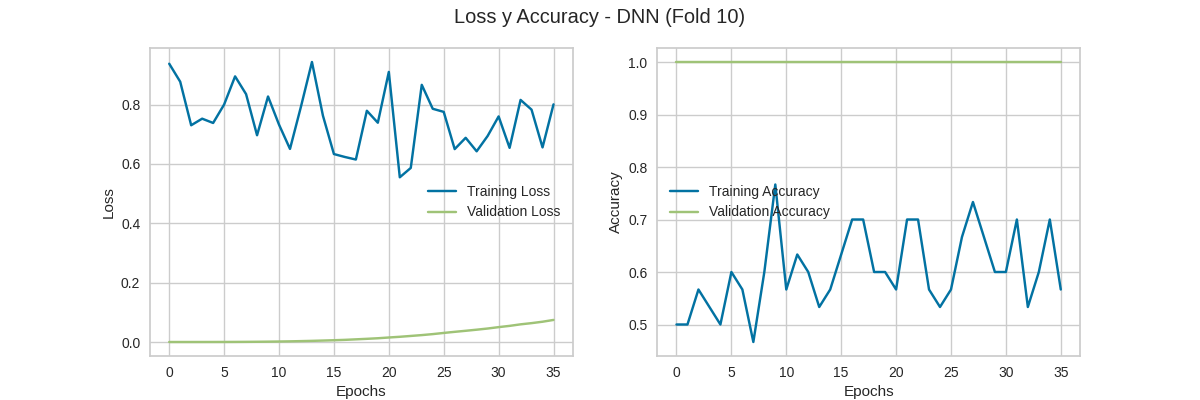 Loss y Accuracy - DNN (Fold 10)
Loss
0.8
0.6
0.4
0.2
0.0
Training Loss
Validation Loss
0 5 10 15 20 25 30 35
Epochs
Accuracy
1.0
0.9
0.8
0.7
0.6
0.5
Training Accuracy
Validation Accuracy
0 5 10 15 20 25 30 35
Epochs